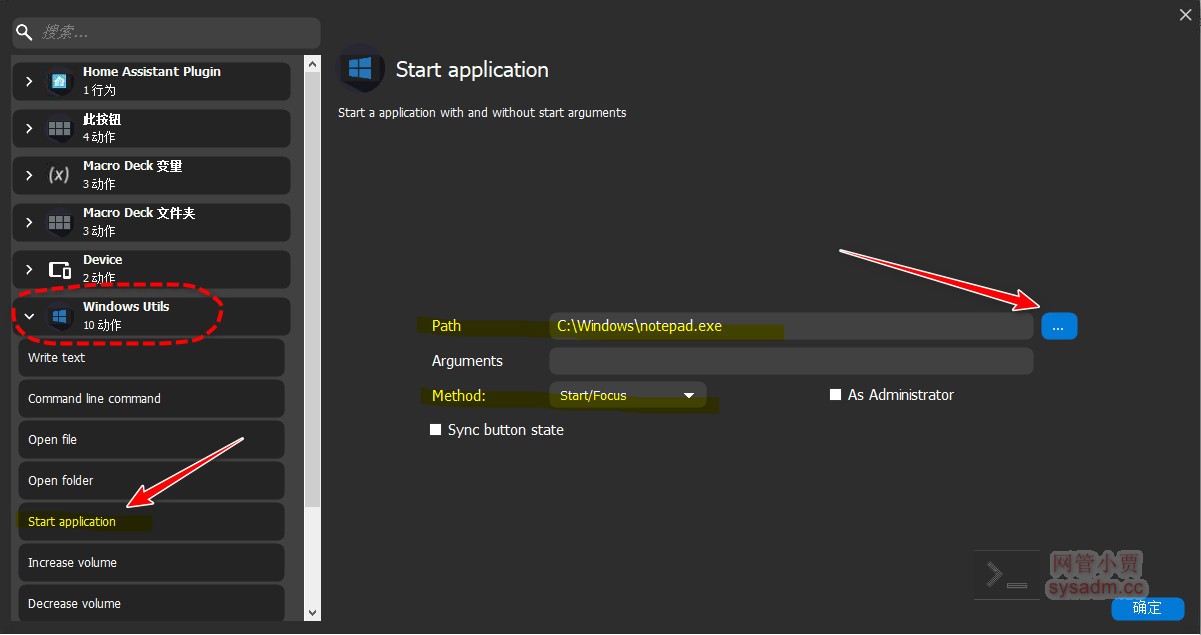 搜索...
Home Assistant Plugin
1 行为
此按钮
4 动作
Macro Deck 变量
3 动作
Macro Deck 文件夹
3 动作
Device
2 动作
Windows Utils
10 动作
Write text
Command line command
Open file
Open folder
Start application
Increase volume
Decrease volume
Start application
Start a application with and without start arguments
Path
C:\Windows\notepad.exe
...
Arguments
Method:
Start/Focus
As Administrator
Sync button state
网管小贾
sysadm.cc
确定